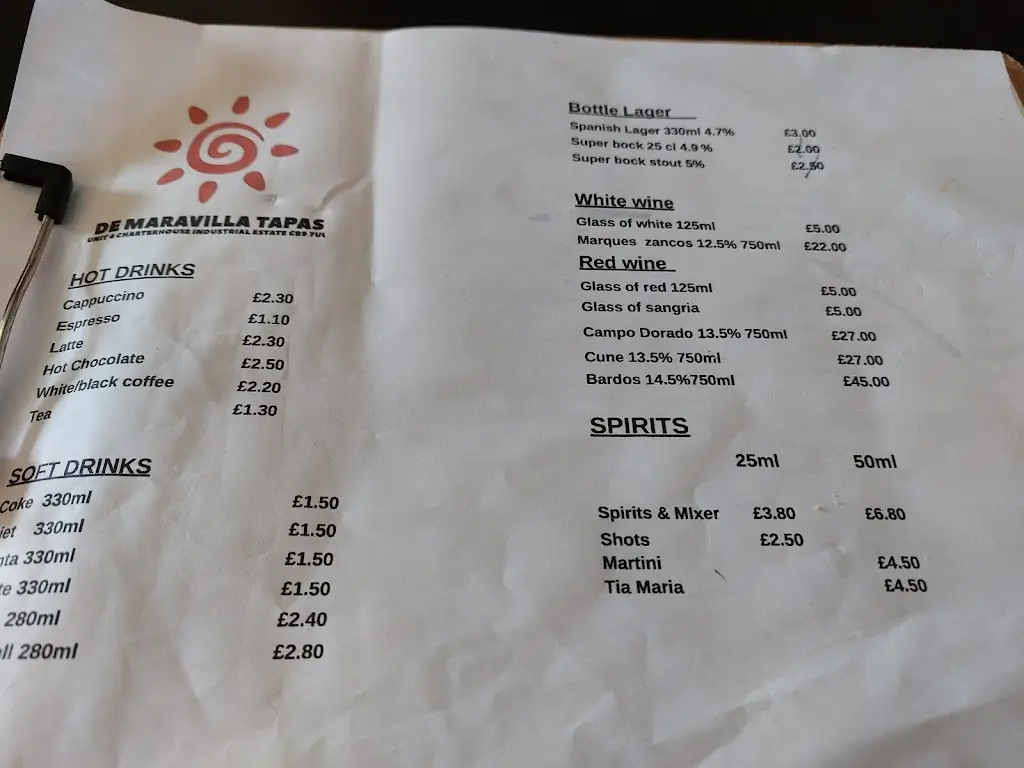 DE MARAVILLA TAPAS
UNIT 4 CHARTERHOUSE INDUSTRIAL ESTATE CB9 7UL
HOT DRINKS
Cappuccino £2.30
Espresso £1.10
Latte £2.30
Hot Chocolate £2.50
White/black coffee £2.20
Tea £1.30
SOFT DRINKS
Coke 330ml £1.50
iet 330ml £1.50
nta 330ml £1.50
te 330ml £1.50
280ml £2.40
ll 280ml £2.80
Bottle Lager
Spanish Lager 330ml 4.7% £3.00
Super bock 25 cl 4.9 % £2.00
Super bock stout 5% £2.50
White wine
Glass of white 125ml £5.00
Marques zancos 12.5% 750ml £22.00
Red wine
Glass of red 125ml £5.00
Glass of sangria £5.00
Campo Dorado 13.5% 750ml £27.00
Cune 13.5% 750ml £27.00
Bardos 14.5%750ml £45.00
SPIRITS
25ml 50ml
Spirits & MIxer £3.80 £6.80
Shots £2.50
Martini £4.50
Tia Maria £4.50